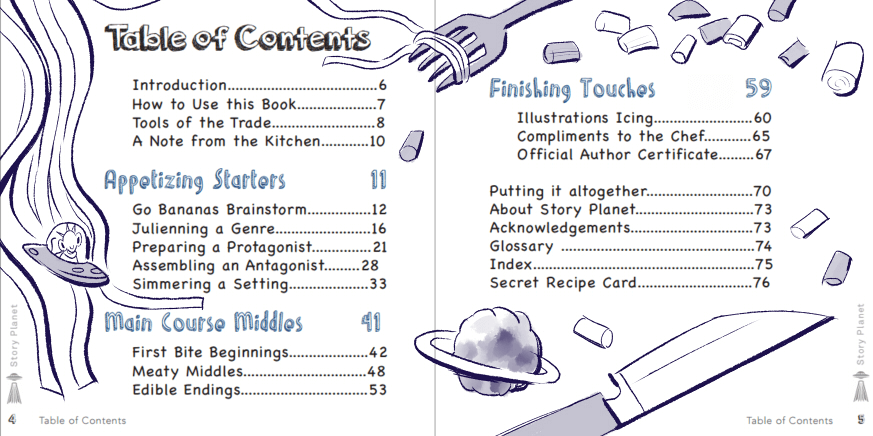 Table of Contents
Introduction......................................6
How to Use this Book....................7
Tools of the Trade..........................8
A Note from the Kitchen............10
Appetizing Starters 11
Go Bananas Brainstorm................12
Julienning a Genre........................16
Preparing a Protagonist...............21
Assembling an Antagonist.........28
Simmering a Setting.....................33
Main Course Middles 41
First Bite Beginnings....................42
Meaty Middles...............................48
Edible Endings................................53
Story Planet
4 Table of Contents
Finishing Touches 59
Illustrations Icing.........................60
Compliments to the Chef............65
Official Author Certificate.........67
Putting it altogether...........................70
About Story Planet..............................73
Acknowledgements...............................73
Glossary .................................................74
Index........................................................75
Secret Recipe Card.............................76
Story Planet
Table of Contents 5